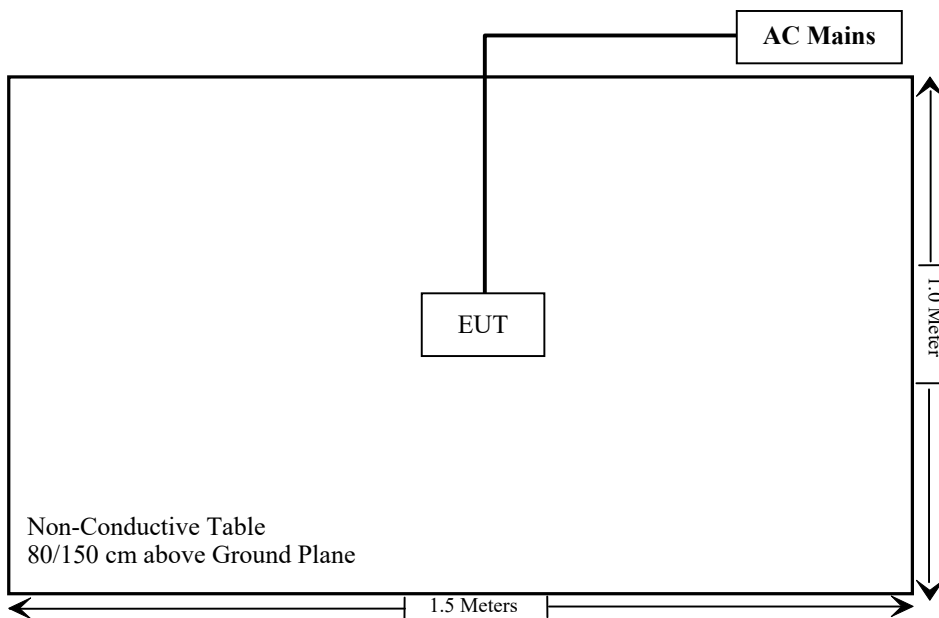 AC Mains
EUT
1.0 Meter
Non-Conductive Table
80/150 cm above Ground Plane
1.5 Meters